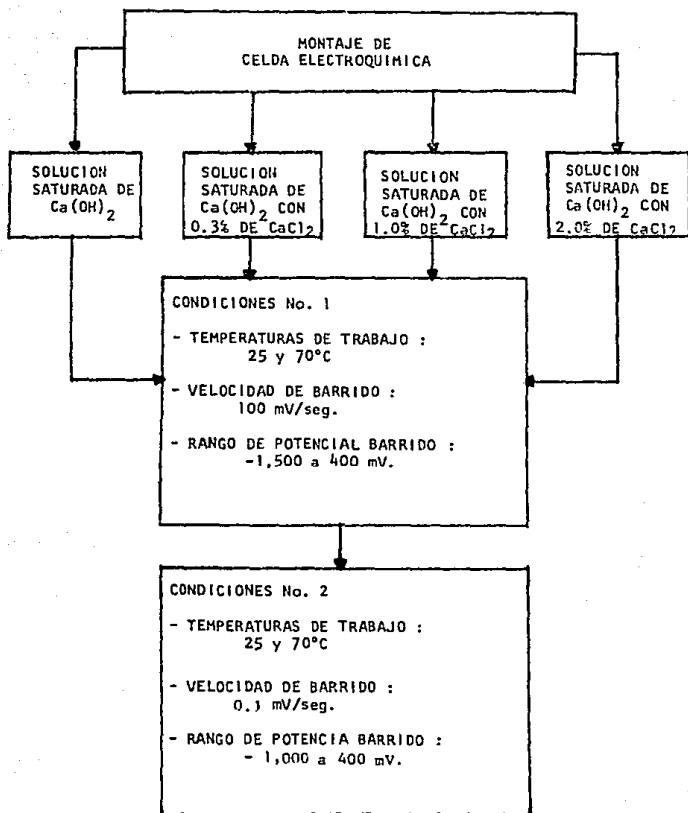 MONTAJE DE
CELDA ELECTROQUIMICA
SOLUCION
SATURADA DE
Ca(OH)2
SOLUCION
SATURADA DE
Ca(OH)2 CON
0.3% DE CaCl2
SOLUCION
SATURADA DE
Ca(OH)2 CON
1.0% DE CaCl2
SOLUCION
SATURADA DE
Ca(OH)2 CON
2.0% DE CaCl2
CONDICIONES No. 1
- TEMPERATURAS DE TRABAJO :
25 y 70°C
- VELOCIDAD DE BARRIDO :
100 mV/seg.
- RANGO DE POTENCIAL BARRIDO :
-1,500 a 400 mV.
CONDICIONES No. 2
- TEMPERATURAS DE TRABAJO :
25 y 70°C
- VELOCIDAD DE BARRIDO :
0.1 mV/seg.
- RANGO DE POTENCIA BARRIDO :
- 1,000 a 400 mV.